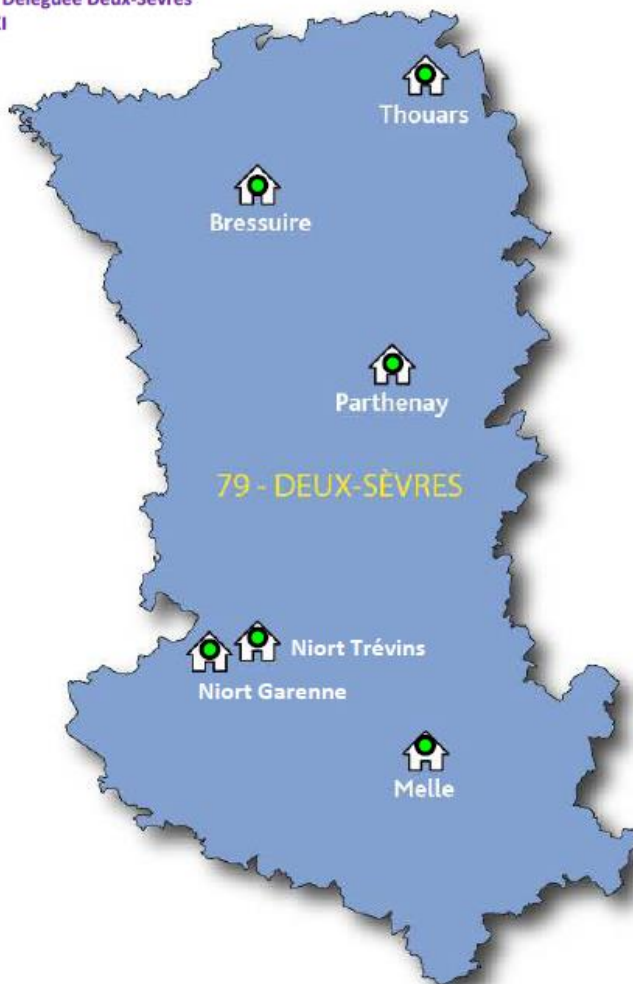 Déléguée Deux-Sèvres
Thouars
Bressuire
Parthenay
79 - DEUX-SÈVRES
Niort Trévins
Niort Garenne
Melle